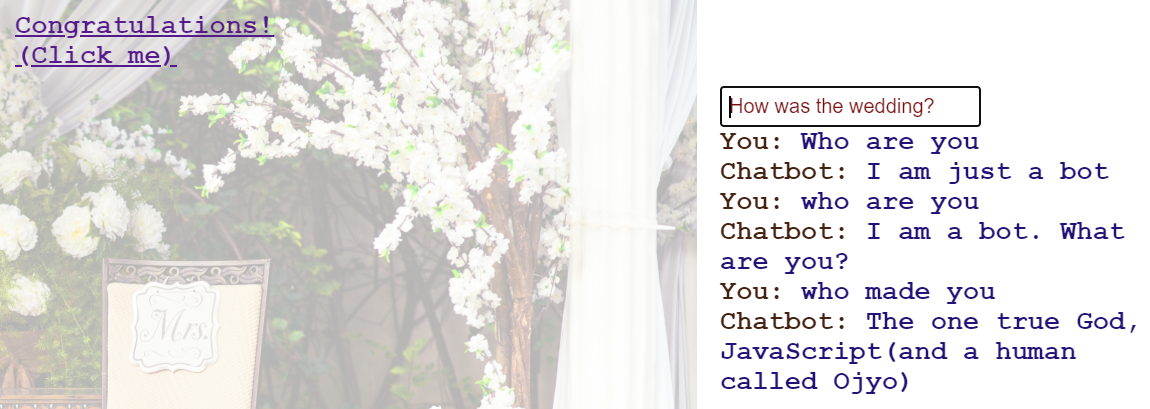 Congratulations!
(Click me)
Mrs.
How was the wedding?
You: Who are you
Chatbot: I am just a bot
You: who are you
Chatbot: I am a bot. What
are you?
You: who made you
Chatbot: The one true God,
JavaScript(and a human
called Ojyo)